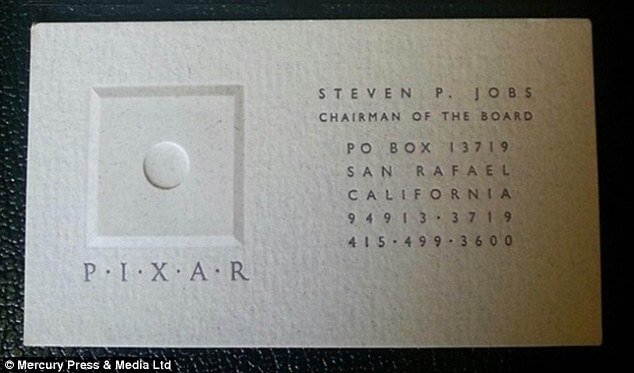 STEVEN P. JOBS
CHAIRMAN OF THE BOARD
PO BOX 13719
SAN RAFAEL
CALIFORNIA
94913·3719
415·499·3600
P·I·X·A·R
© Mercury Press & Media Ltd